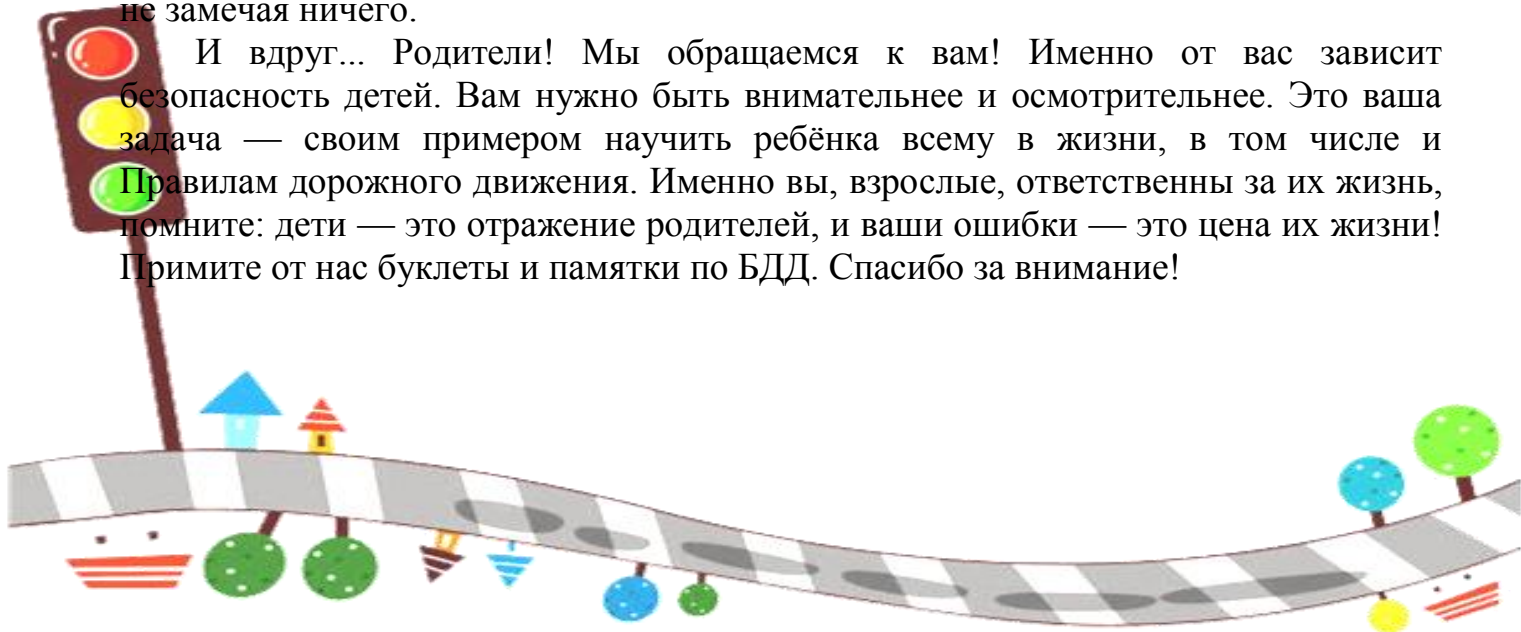 не замечая ничего.
И вдруг... Родители! Мы обращаемся к вам! Именно от вас зависит
безопасность детей. Вам нужно быть внимательнее и осмотрительнее. Это ваша
задача — своим примером научить ребёнка всему в жизни, в том числе и
Правилам дорожного движения. Именно вы, взрослые, ответственны за их жизнь,
помните: дети — это отражение родителей, и ваши ошибки — это цена их жизни!
Примите от нас буклеты и памятки по БДД. Спасибо за внимание!